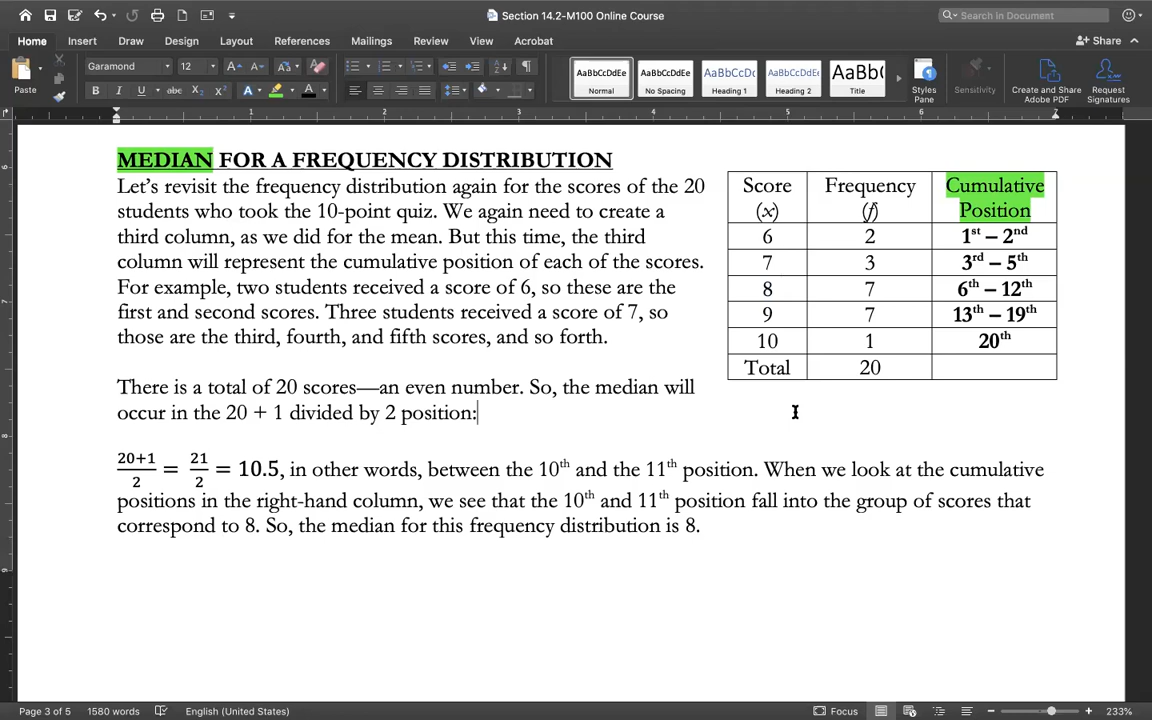 Section 14.2-M100 Online Course
Search in Document
Home Insert Draw Design Layout References Mailings Review View Acrobat
Share
Paste
Garamond
12
AaBbCcDdEe
Normal
AaBbCcDdEe
No Spacing
AaBbCcDc
Heading 1
AaBbCcDdEe
Heading 2
AaBb(
Title
Styles
Pane
Sensitivity
Create and Share
Adobe PDF
Request
Signatures
MEDIAN FOR A FREQUENCY DISTRIBUTION
Let’s revisit the frequency distribution again for the scores of the 20
students who took the 10-point quiz. We again need to create a
third column, as we did for the mean. But this time, the third
column will represent the cumulative position of each of the scores.
For example, two students received a score of 6, so these are the
first and second scores. Three students received a score of 7, so
those are the third, fourth, and fifth scores, and so forth.
Score Frequency Cumulative
(x) (f) Position
6 2 1st – 2nd
7 3 3rd – 5th
8 7 6th – 12th
9 7 13th – 19th
10 1 20th
Total 20
There is a total of 20 scores—an even number. So, the median will
occur in the 20 + 1 divided by 2 position:
20+1/2 = 21/2 = 10.5, in other words, between the 10th and the 11th position. When we look at the cumulative
positions in the right-hand column, we see that the 10th and 11th position fall into the group of scores that
correspond to 8. So, the median for this frequency distribution is 8.
Page 3 of 5 1580 words English (United States)
Focus
233%